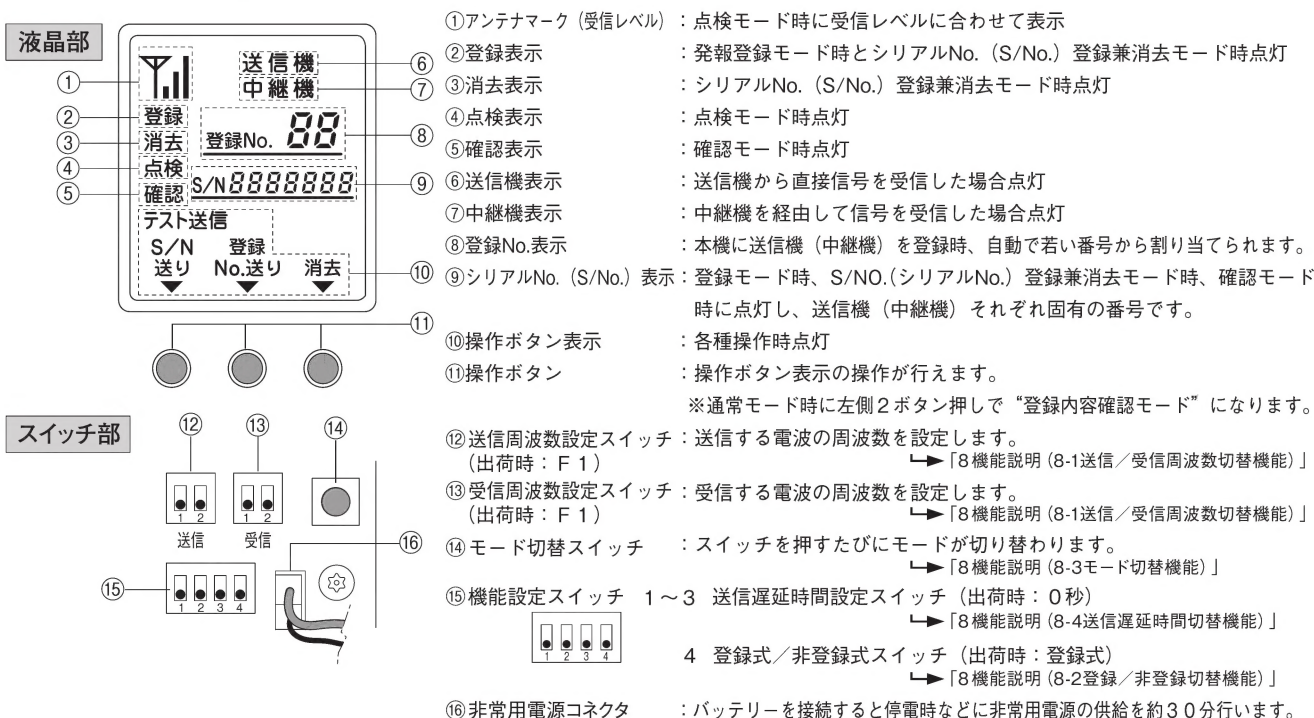 液晶部
①
②
③
④
⑤
送信機
中継機
登録
消去
点検
確認
登録No. 88
S/N 8888888
テスト送信
S/N 登録
送り No.送り 消去
⑥
⑦
⑧
⑨
⑩
⑪
スイッチ部
⑫
⑬
⑭
1 2
1 2
送信
受信
⑮
1 2 3 4
⑯
①アンテナマーク（受信レベル）：点検モード時に受信レベルに合わせて表示
②登録表示：発報登録モード時とシリアルNo.（S/No.）登録兼消去モード時点灯
③消去表示：シリアルNo.（S/No.）登録兼消去モード時点灯
④点検表示：点検モード時点灯
⑤確認表示：確認モード時点灯
⑥送信機表示：送信機から直接信号を受信した場合点灯
⑦中継機表示：中継機を経由して信号を受信した場合点灯
⑧登録No.表示：本機に送信機（中継機）を登録時、自動で若い番号から割り当てられます。
⑨シリアルNo.（S/No.）表示：登録モード時、S/NO.(シリアルNo.）登録兼消去モード時、確認モード
時に点灯し、送信機（中継機）それぞれ固有の番号です。
⑩操作ボタン表示：各種操作時点灯
⑪操作ボタン：操作ボタン表示の操作が行えます。
※通常モード時に左側２ボタン押しで“登録内容確認モード”になります。
⑫送信周波数設定スイッチ：送信する電波の周波数を設定します。
（出荷時：Ｆ１）┗➤「8機能説明（8-1送信／受信周波数切替機能）」
⑬受信周波数設定スイッチ：受信する電波の周波数を設定します。
（出荷時：Ｆ１）┗➤「8機能説明（8-1送信／受信周波数切替機能）」
⑭モード切替スイッチ：スイッチを押すたびにモードが切り替わります。
┗➤「8機能説明（8-3モード切替機能）」
⑮機能設定スイッチ １～３ 送信遅延時間設定スイッチ（出荷時：０秒）
┗➤「8機能説明（8-4送信遅延時間切替機能）」
1 2 3 4
４ 登録式／非登録式スイッチ（出荷時：登録式）
┗➤「8機能説明（8-2登録／非登録切替機能）」
⑯非常用電源コネクタ：バッテリーを接続すると停電時などに非常用電源の供給を約３０分行います。